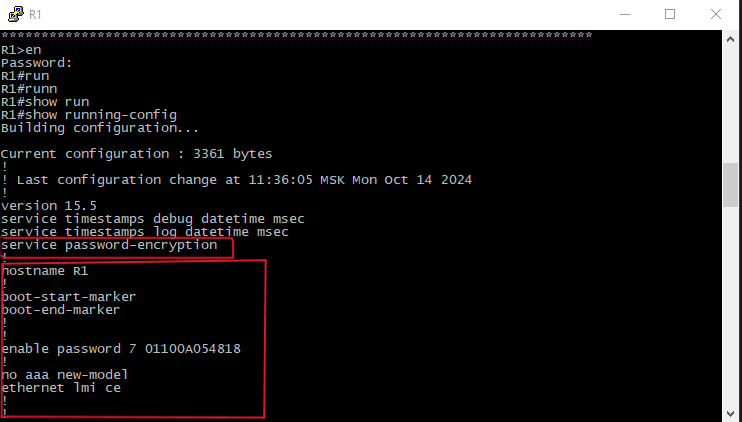 R1
*************************************************************************
R1>en
Password:
R1#run
R1#runn
R1#show run
R1#show running-config
Building configuration...
Current configuration : 3361 bytes
!
! Last configuration change at 11:36:05 MSK Mon Oct 14 2024
!
version 15.5
service timestamps debug datetime msec
service timestamps log datetime msec
service password-encryption
!
hostname R1
!
boot-start-marker
boot-end-marker
!
!
enable password 7 01100A054818
!
no aaa new-model
ethernet lmi ce
!
!